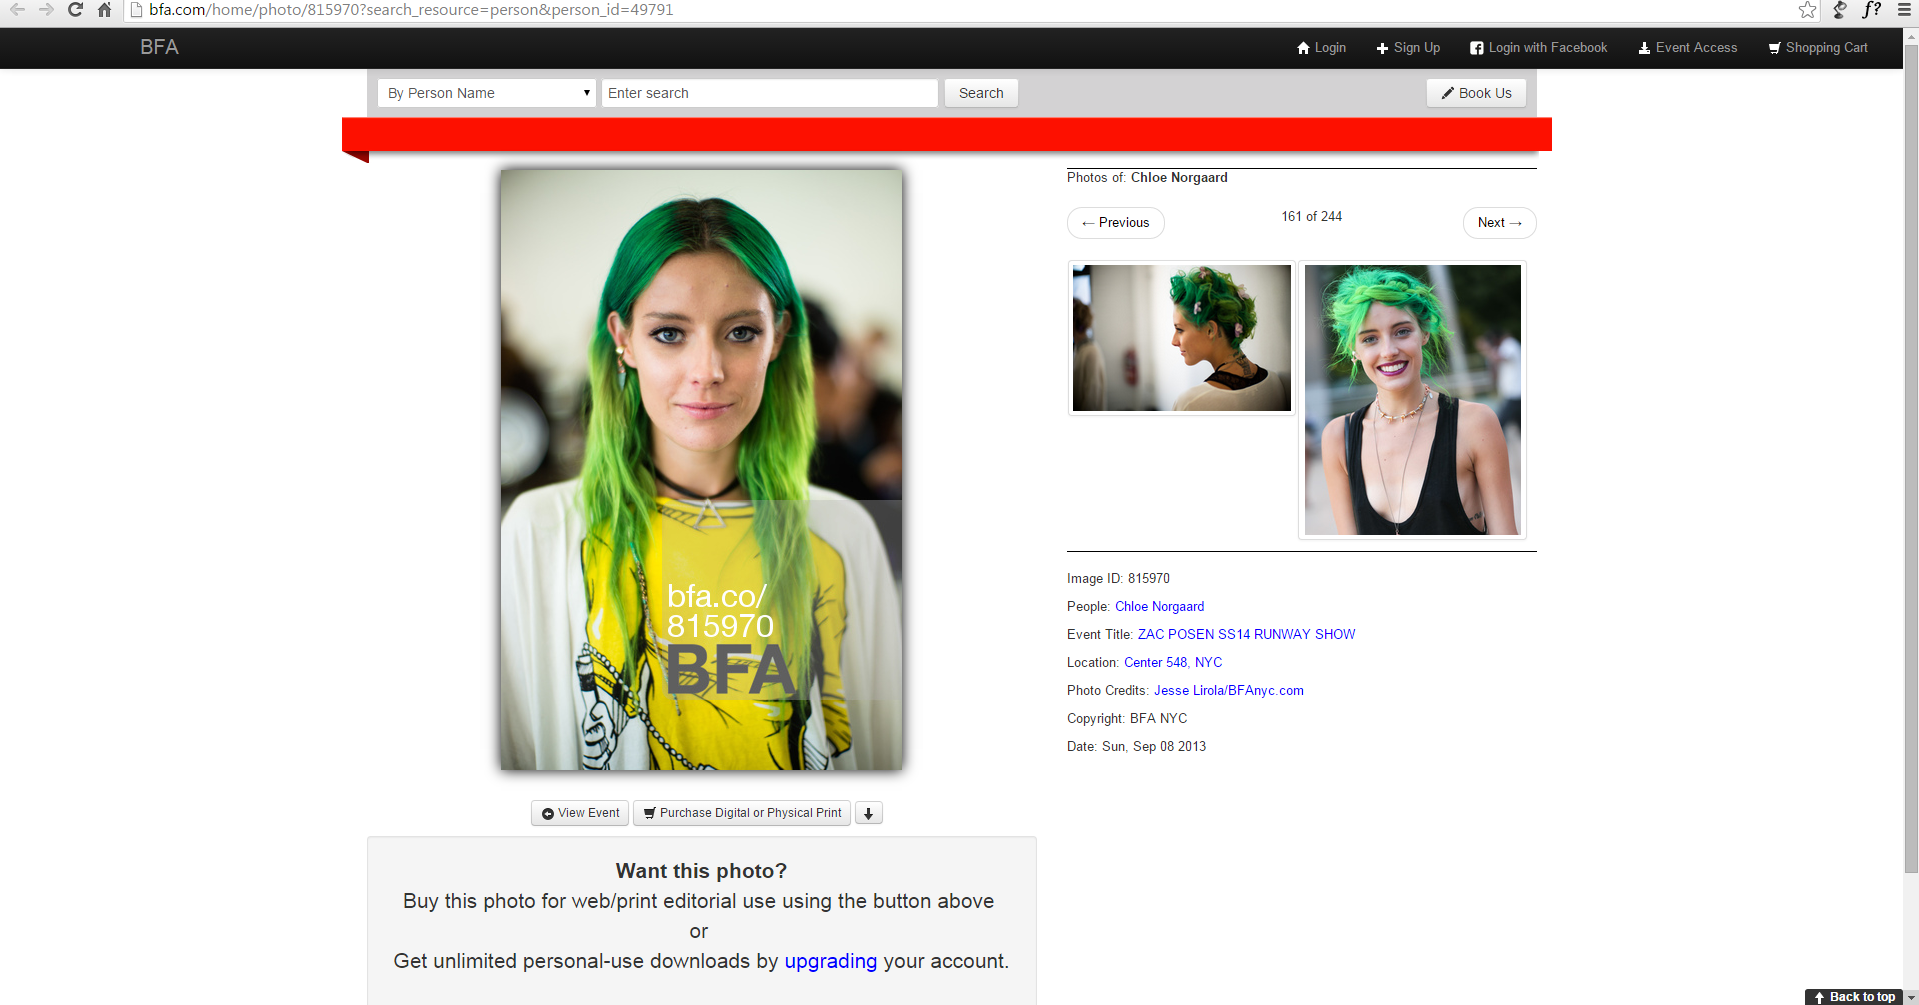 bfa.com/home/photo/815970?search_resource=person&person_id=49791
f?
BFA
Login
Sign Up
Login with Facebook
Event Access
Shopping Cart
By Person Name
Enter search
Search
Book Us
Photos of: Chloe Norgaard
← Previous
161 of 244
Next →
bfa.co/
815970
BFA
Image ID: 815970
People: Chloe Norgaard
Event Title: ZAC POSEN SS14 RUNWAY SHOW
Location: Center 548, NYC
Photo Credits: Jesse Lirola/BFAnyc.com
Copyright: BFA NYC
Date: Sun, Sep 08 2013
View Event
Purchase Digital or Physical Print
Want this photo?
Buy this photo for web/print editorial use using the button above
or
Get unlimited personal-use downloads by upgrading your account.
Back to top